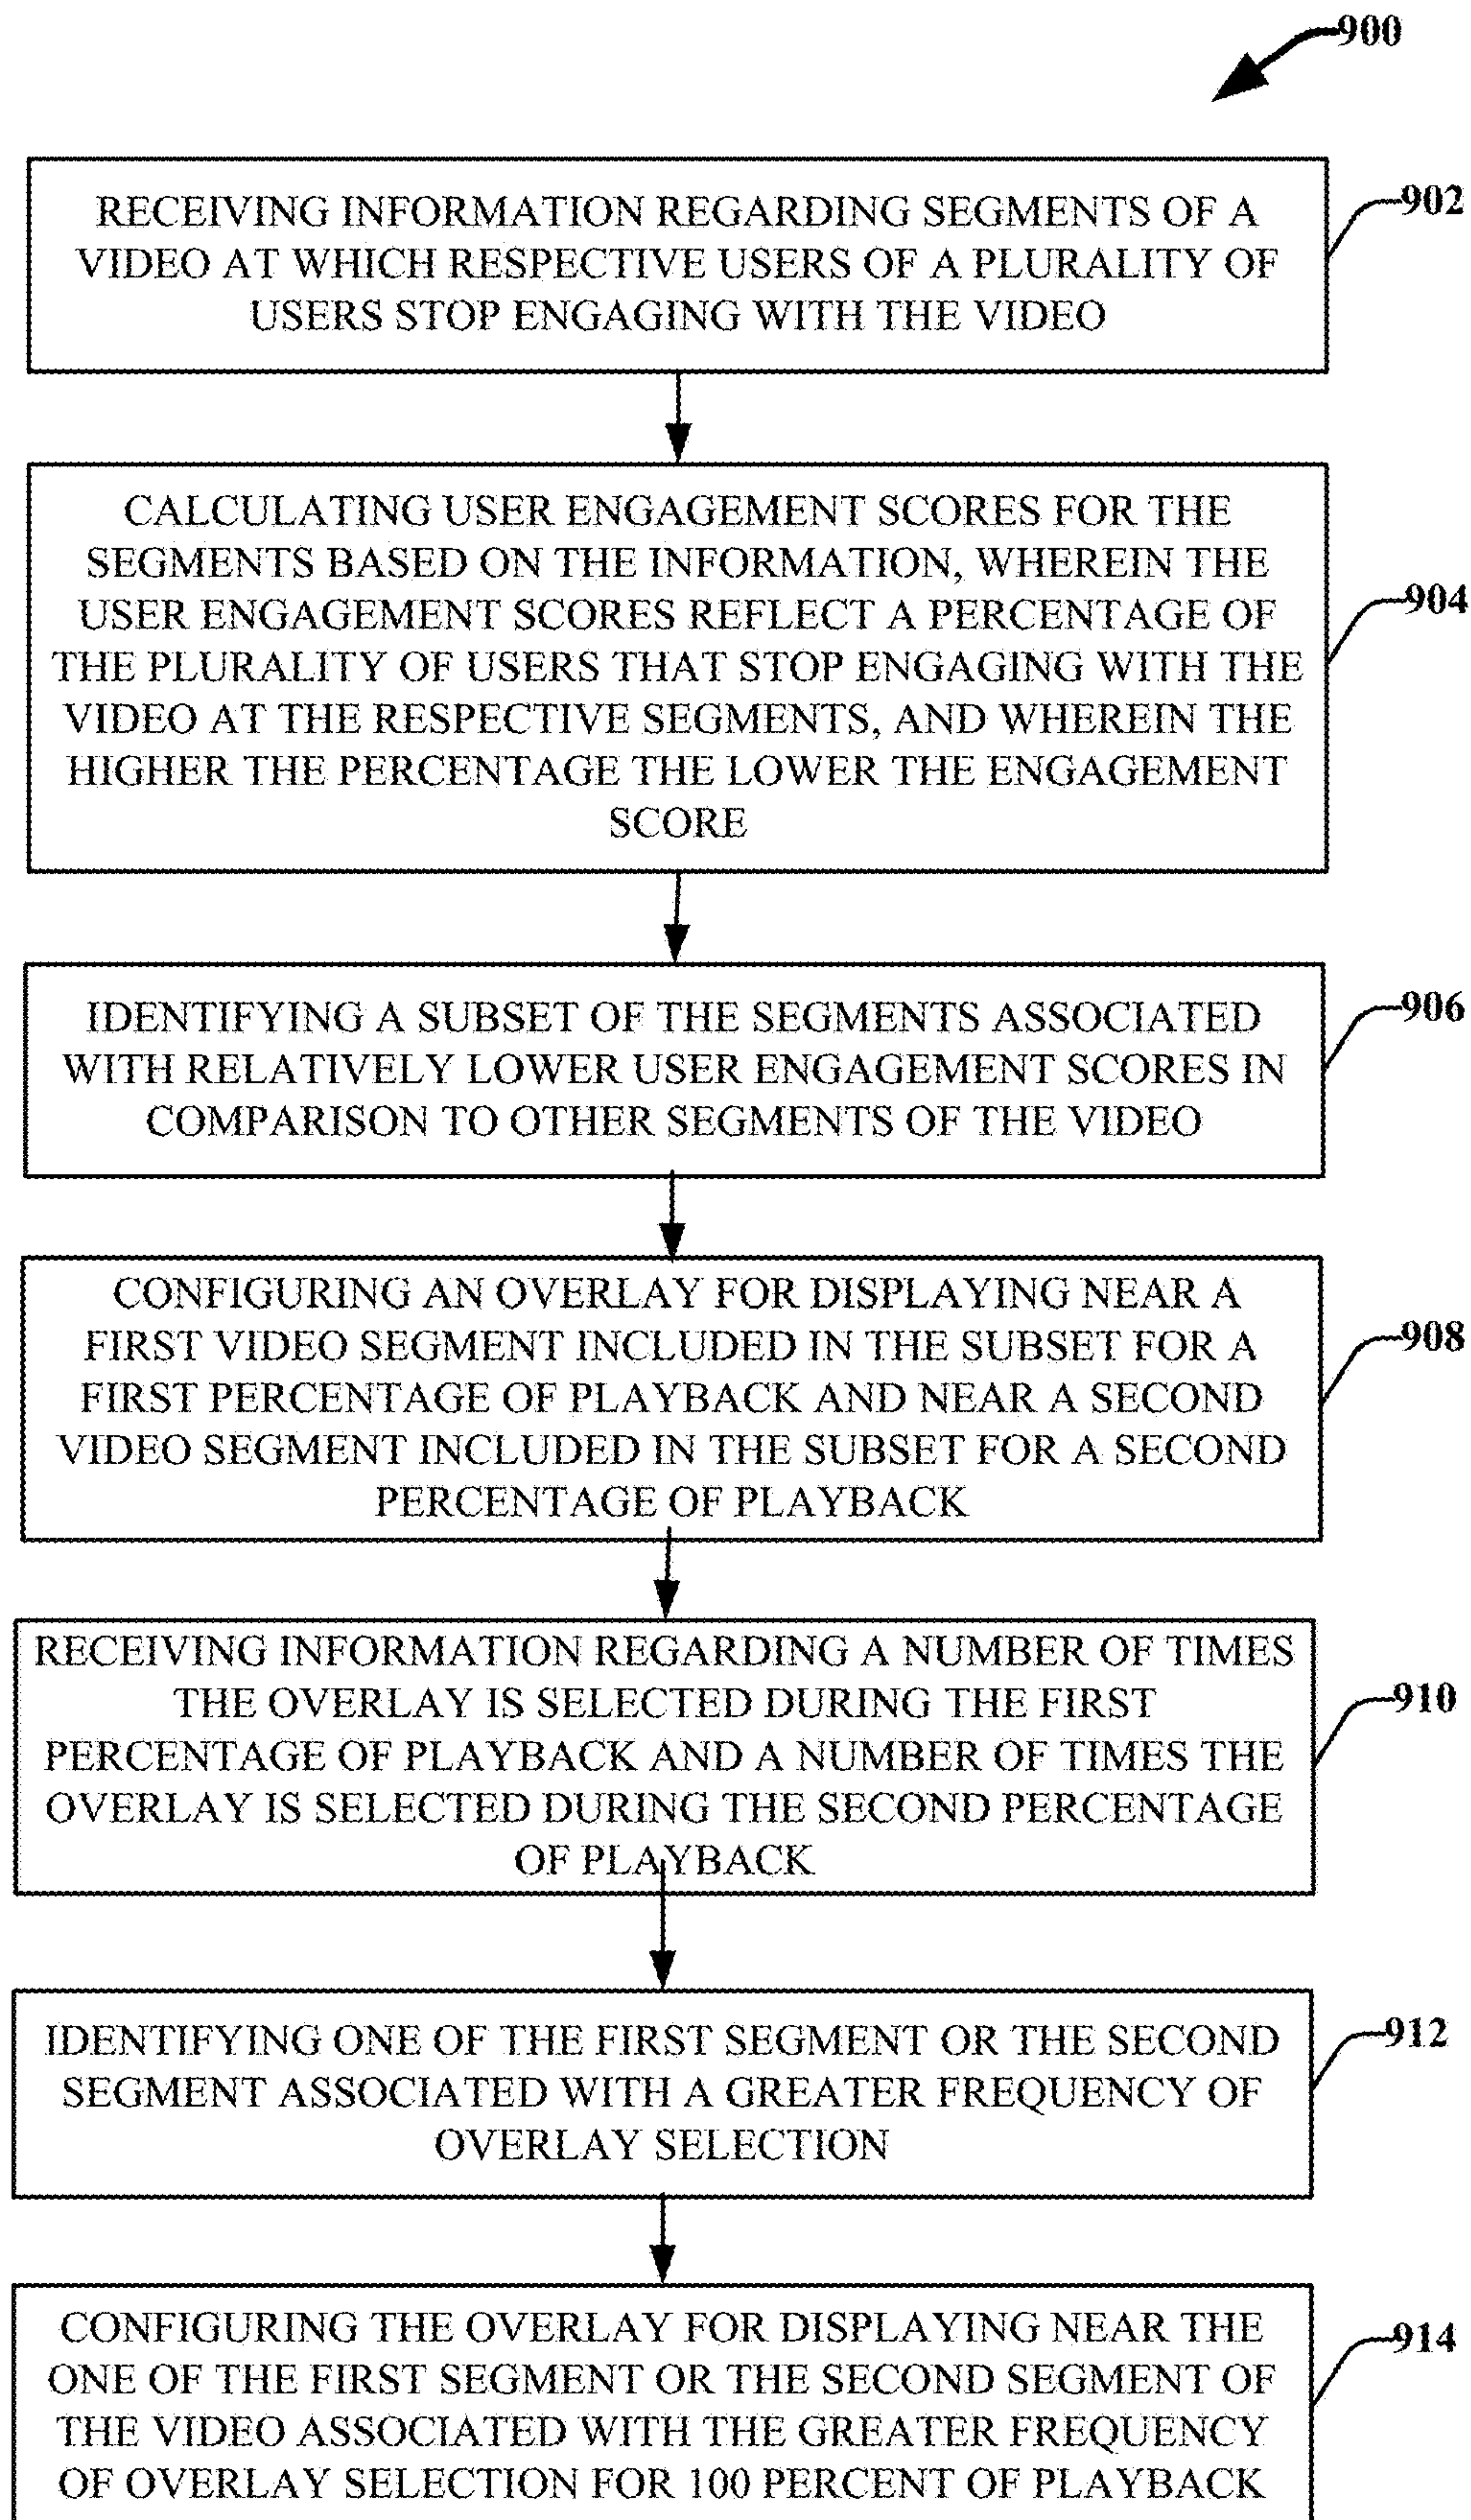 900
RECEIVING INFORMATION REGARDING SEGMENTS OF A
VIDEO AT WHICH RESPECTIVE USERS OF A PLURALITY OF
USERS STOP ENGAGING WITH THE VIDEO
902
CALCULATING USER ENGAGEMENT SCORES FOR THE
SEGMENTS BASED ON THE INFORMATION, WHEREIN THE
USER ENGAGEMENT SCORES REFLECT A PERCENTAGE OF
THE PLURALITY OF USERS THAT STOP ENGAGING WITH THE
VIDEO AT THE RESPECTIVE SEGMENTS, AND WHEREIN THE
HIGHER THE PERCENTAGE THE LOWER THE ENGAGEMENT
SCORE
904
IDENTIFYING A SUBSET OF THE SEGMENTS ASSOCIATED
WITH RELATIVELY LOWER USER ENGAGEMENT SCORES IN
COMPARISON TO OTHER SEGMENTS OF THE VIDEO
906
CONFIGURING AN OVERLAY FOR DISPLAYING NEAR A
FIRST VIDEO SEGMENT INCLUDED IN THE SUBSET FOR A
FIRST PERCENTAGE OF PLAYBACK AND NEAR A SECOND
VIDEO SEGMENT INCLUDED IN THE SUBSET FOR A SECOND
PERCENTAGE OF PLAYBACK
908
RECEIVING INFORMATION REGARDING A NUMBER OF TIMES
THE OVERLAY IS SELECTED DURING THE FIRST
PERCENTAGE OF PLAYBACK AND A NUMBER OF TIMES THE
OVERLAY IS SELECTED DURING THE SECOND PERCENTAGE
OF PLAYBACK
910
IDENTIFYING ONE OF THE FIRST SEGMENT OR THE SECOND
SEGMENT ASSOCIATED WITH A GREATER FREQUENCY OF
OVERLAY SELECTION
912
CONFIGURING THE OVERLAY FOR DISPLAYING NEAR THE
ONE OF THE FIRST SEGMENT OR THE SECOND SEGMENT OF
THE VIDEO ASSOCIATED WITH THE GREATER FREQUENCY
OF OVERLAY SELECTION FOR 100 PERCENT OF PLAYBACK
914